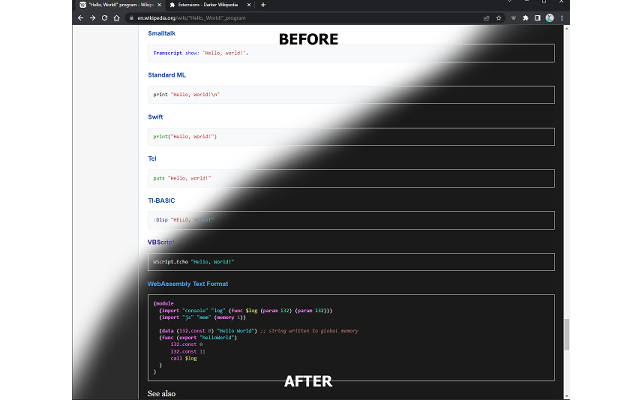 "Hello, World!" program
Extensions - Darker Wikipedia
en.wikipedia.org/wiki/"Hello,_World!"_program
BEFORE
Smalltalk
Transcript show: 'Hello, world!'.
Standard ML
print "Hello, World!\n"
Swift
print("Hello, World!")
Tcl
puts "Hello, world!"
TI-BASIC
:Disp "HELLO,
VBScript
WScript.Echo "Hello, World!"
WebAssembly Text Format
(module
(import "console" "log" (func $log (param i32) (param i32)))
(import "js" "mem" (memory 1))
(data (i32.const 0) "Hello World") ;; string written to global memory
(func (export "helloWorld")
i32.const 0
i32.const 11
call $log
)
)
AFTER
See also